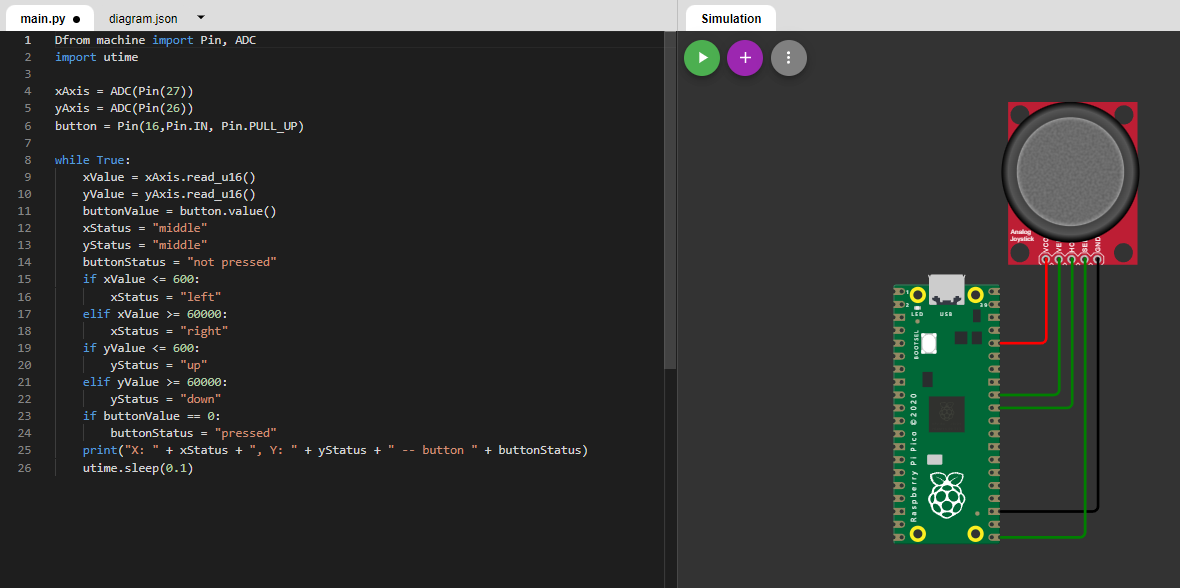 main.py ● diagram.json
Simulation
1 Dfrom machine import Pin, ADC
2 import utime
3
4 xAxis = ADC(Pin(27))
5 yAxis = ADC(Pin(26))
6 button = Pin(16,Pin.IN, Pin.PULL_UP)
7
8 while True:
9 xValue = xAxis.read_u16()
10 yValue = yAxis.read_u16()
11 buttonValue = button.value()
12 xStatus = "middle"
13 yStatus = "middle"
14 buttonStatus = "not pressed"
15 if xValue <= 600:
16 xStatus = "left"
17 elif xValue >= 60000:
18 xStatus = "right"
19 if yValue <= 600:
20 yStatus = "up"
21 elif yValue >= 60000:
22 yStatus = "down"
23 if buttonValue == 0:
24 buttonStatus = "pressed"
25 print("X: " + xStatus + ", Y: " + yStatus + " -- button " + buttonStatus)
26 utime.sleep(0.1)
Analog
Joystick
VCC
GND
1
2
39
LED
USB
BOOTSEL
Raspberry Pi Pico ©2020